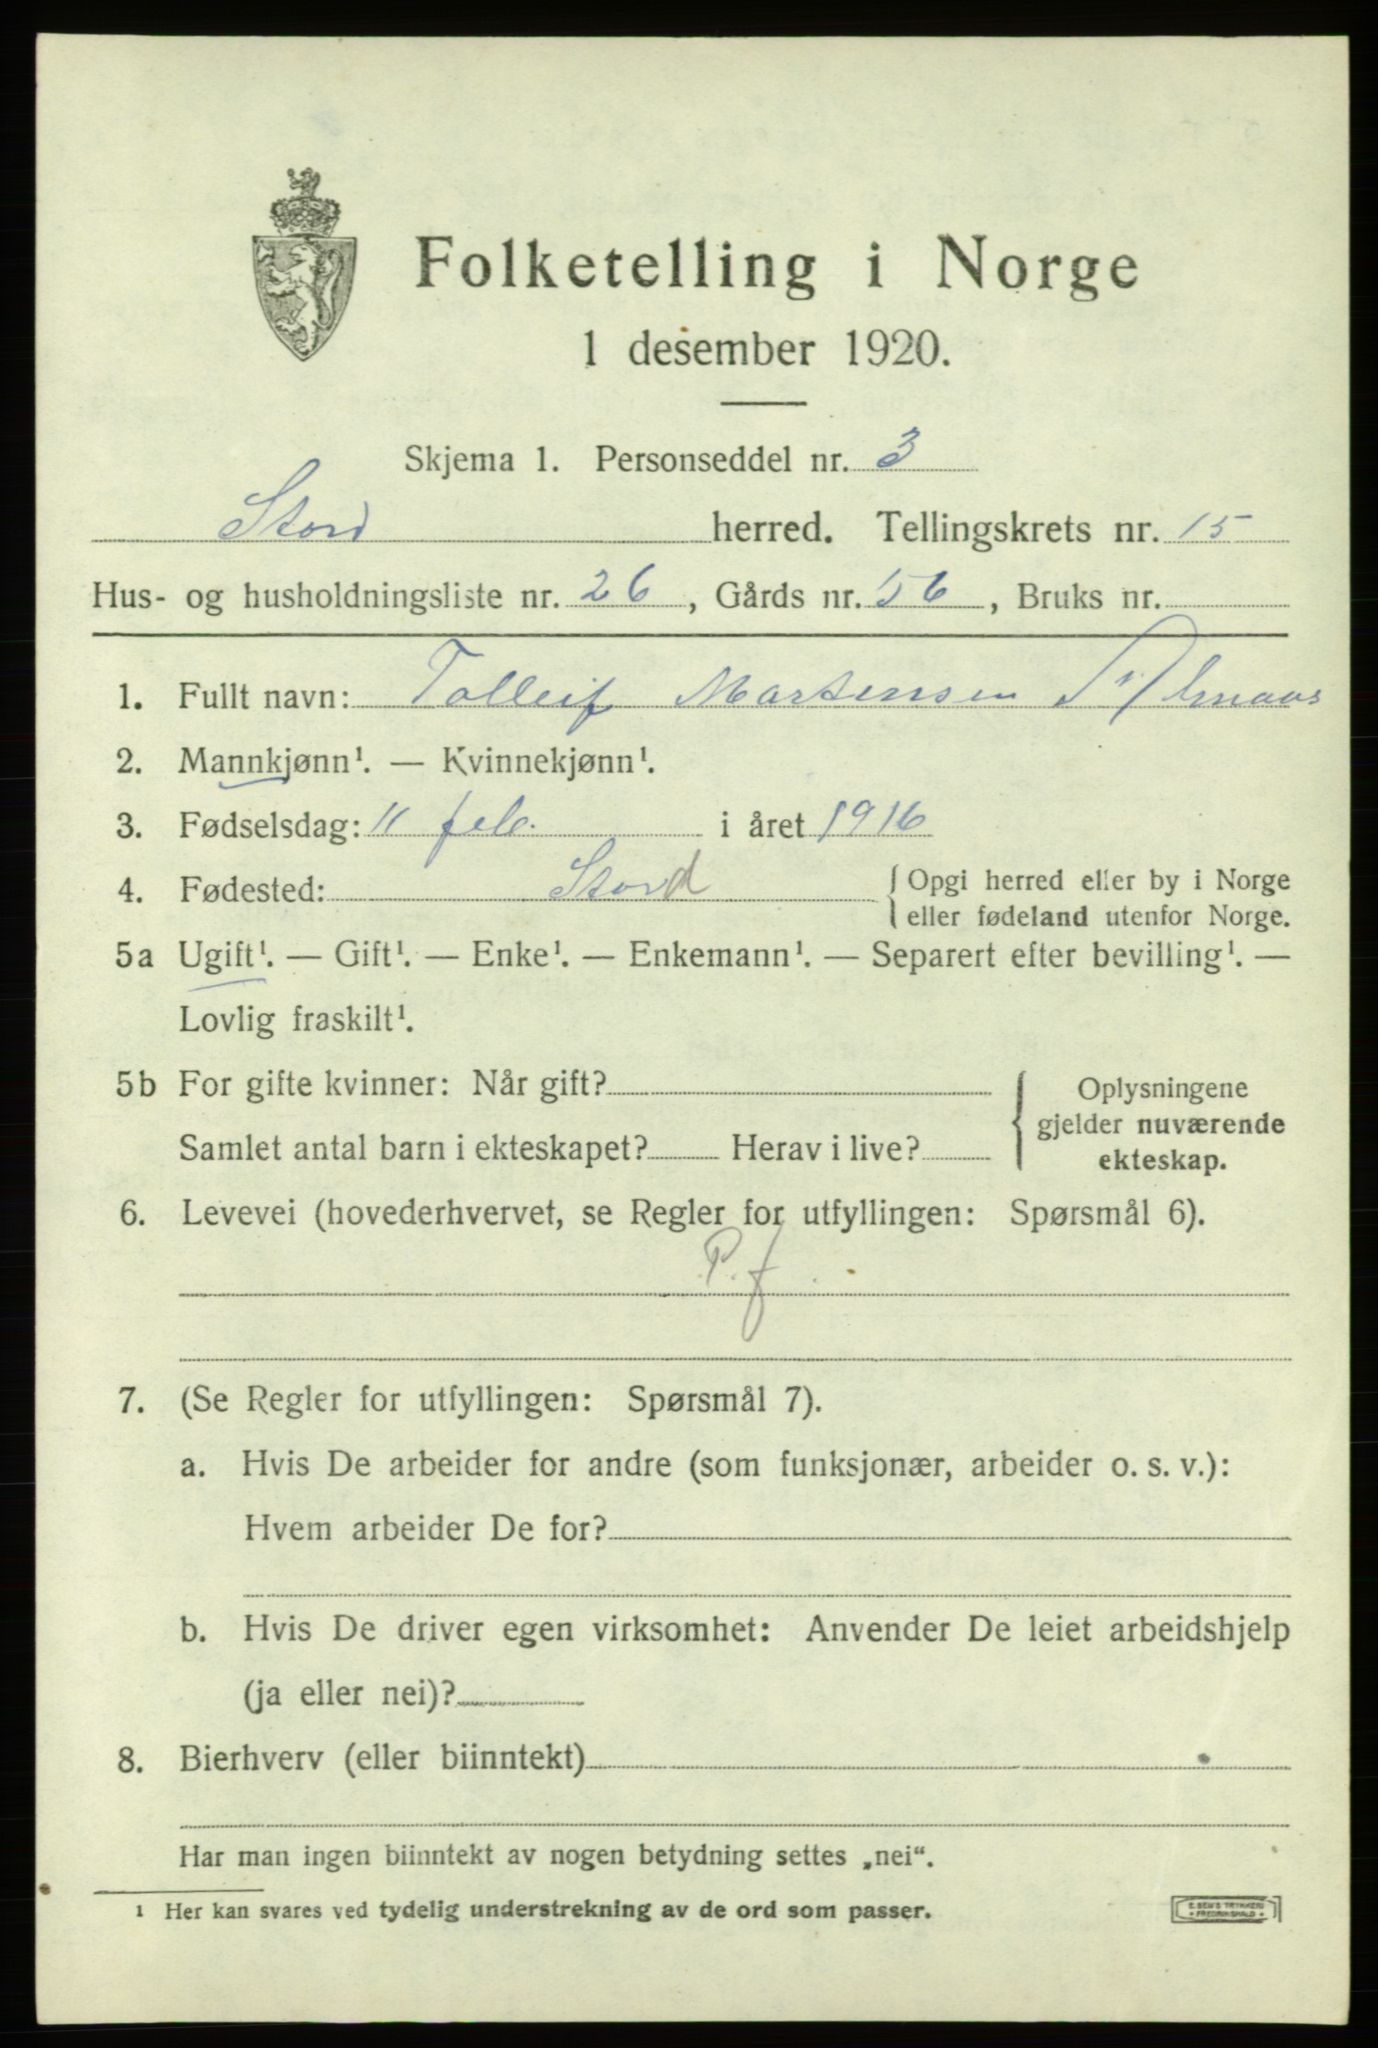 Folketelling i Norge
1 desember 1920.
Skjema 1. Personseddel nr. 3
Stord herred. Tellingskrets nr. 15
Hus- og husholdningsliste nr. 26, Gårds nr. 56, Bruks nr.
1. Fullt navn: Tolleif Martensen
2. Mannkjønn¹. — Kvinnekjønn¹.
3. Fødselsdag: 11 feb. i året 1916
4. Fødested: Stord { Opgi herred eller by i Norge
eller fødeland utenfor Norge.
5a Ugift¹. — Gift¹. — Enke¹. — Enkemann¹. — Separert efter bevilling¹. —
Lovlig fraskilt¹.
5b For gifte kvinner: Når gift? { Oplysningene
gjelder nuværende
Samlet antal barn i ekteskapet? Herav i live? ekteskap.
6. Levevei (hovederhvervet, se Regler for utfyllingen: Spørsmål 6).
P. f.
7. (Se Regler for utfyllingen: Spørsmål 7).
a. Hvis De arbeider for andre (som funksjonær, arbeider o. s. v.):
Hvem arbeider De for?
b. Hvis De driver egen virksomhet: Anvender De leiet arbeidshjelp
(ja eller nei)?
8. Bierhverv (eller biinntekt)
Har man ingen biinntekt av nogen betydning settes „nei“.
1 Her kan svares ved tydelig understrekning av de ord som passer.